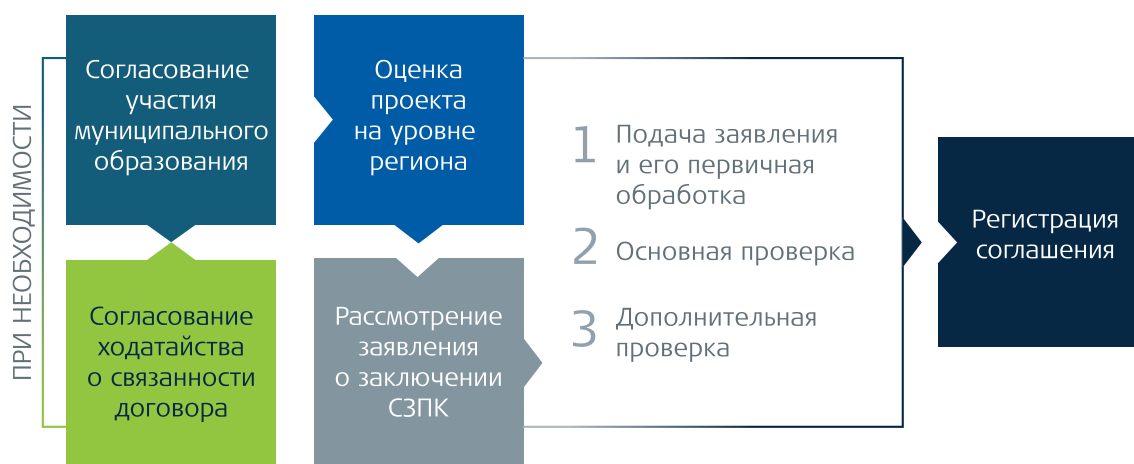 ПРИ НЕОБХОДИМОСТИ
Согласование
участия
муниципального
образования
Согласование
ходатайства
о связанности
договора
Оценка
проекта
на уровне
региона
Рассмотрение
заявления
о заключении
СЗПК
1 Подача заявления
и его первичная
обработка
2 Основная проверка
3 Дополнительная
проверка
Регистрация
соглашения